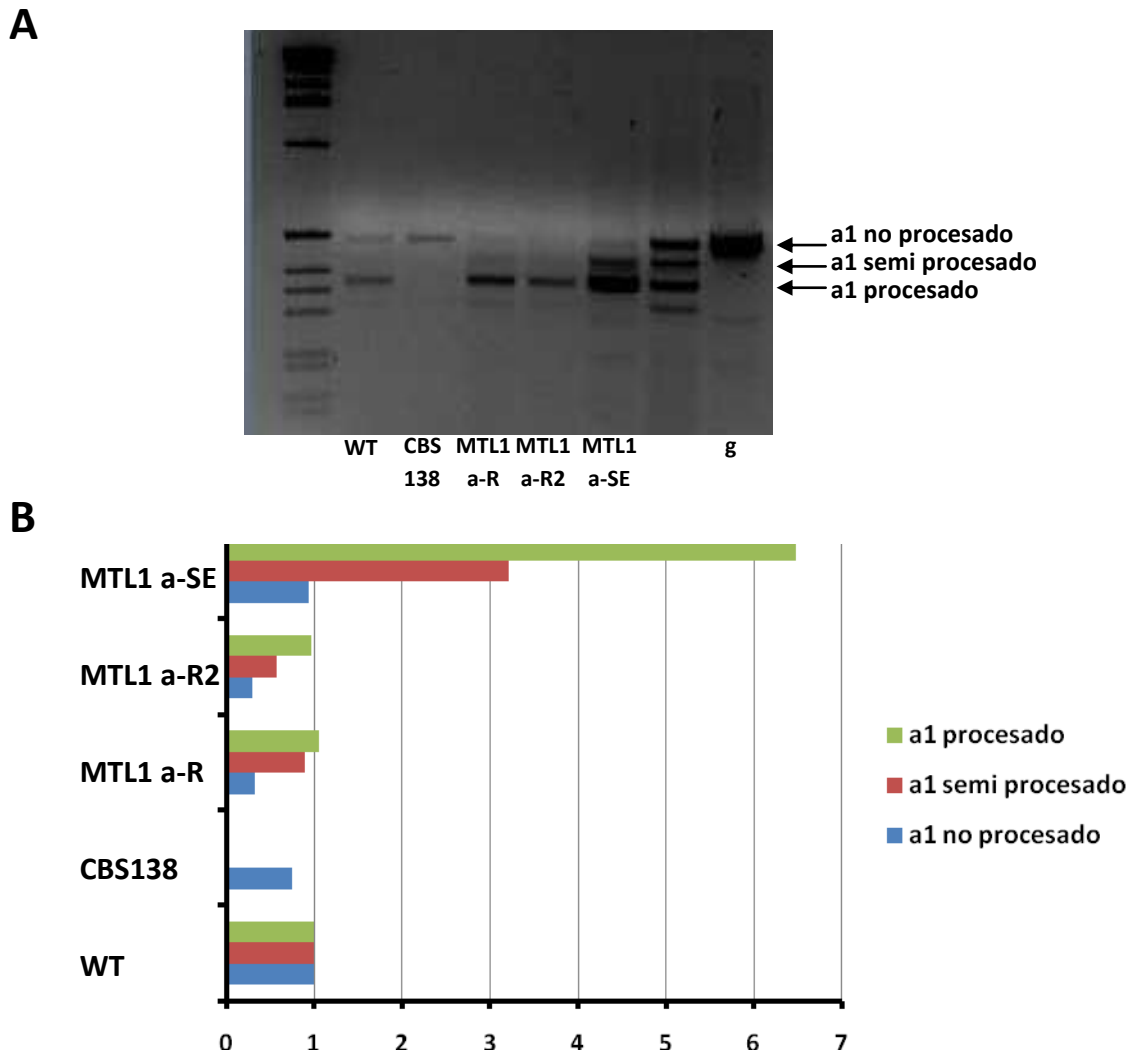 A
a1 no procesado
a1 semi procesado
a1 procesado
WT CBS MTL1 MTL1 MTL1 g
138 a-R a-R2 a-SE
B
MTL1 a-SE
MTL1 a-R2
MTL1 a-R
CBS138
WT
a1 procesado
a1 semi procesado
a1 no procesado
0 1 2 3 4 5 6 7